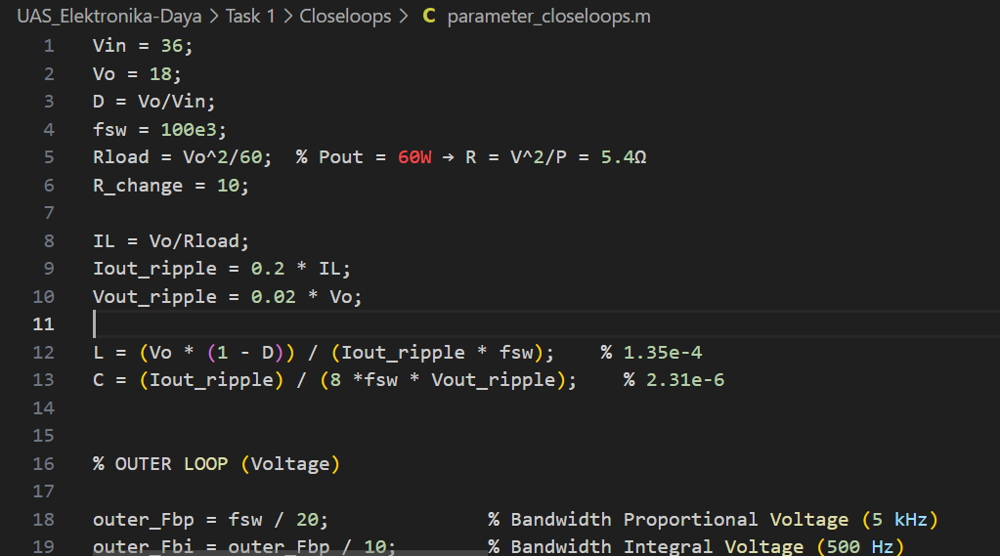 UAS_Elektronika-Daya > Task 1 > Closeloops > C parameter_closeloops.m
1 Vin = 36;
2 Vo = 18;
3 D = Vo/Vin;
4 fsw = 100e3;
5 Rload = Vo^2/60;  % Pout = 60W → R = V^2/P = 5.4Ω
6 R_change = 10;
7
8 IL = Vo/Rload;
9 Iout_ripple = 0.2 * IL;
10 Vout_ripple = 0.02 * Vo;
11
12 L = (Vo * (1 - D)) / (Iout_ripple * fsw);    % 1.35e-4
13 C = (Iout_ripple) / (8 *fsw * Vout_ripple);    % 2.31e-6
14
15
16 % OUTER LOOP (Voltage)
17
18 outer_Fbp = fsw / 20;              % Bandwidth Proportional Voltage (5 kHz)
19 outer_Fbi = outer_Fbp / 10;        % Bandwidth Integral Voltage (500 Hz)